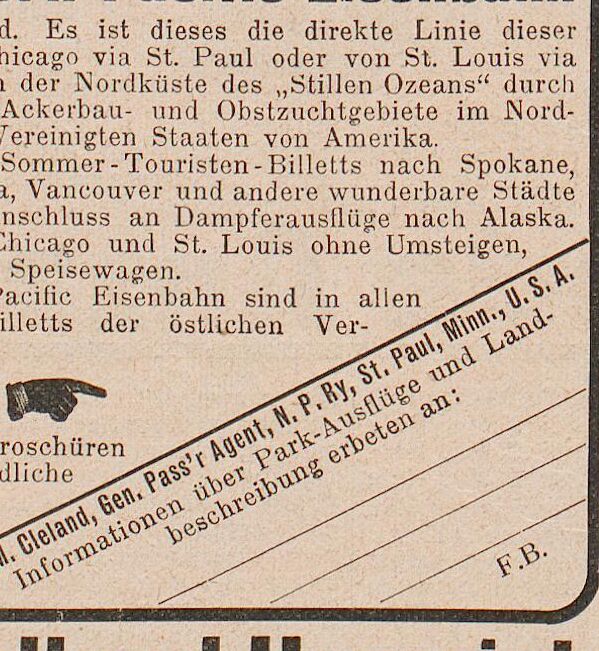 d. Es ist dieses die direkte Linie dieser
hicago via St. Paul oder von St. Louis via
der Nordküste des „Stillen Ozeans“ durch
Ackerbau- und Obstzuchtgebiete im Nord-
Vereinigten Staaten von Amerika.
Sommer-Touristen-Billetts nach Spokane,
a, Vancouver und andere wunderbare Städte
nschluss an Dampferausflüge nach Alaska.
Chicago und St. Louis ohne Umsteigen,
Speisewagen.
Pacific Eisenbahn sind in allen
illetts der östlichen Ver-
roschüren
dliche
M. Cleland, Gen. Pass'r Agent, N. P. Ry, St. Paul, Minn., U. S. A.
Informationen über Park-Ausflüge und Land-
beschreibung erbeten an:
F.B.